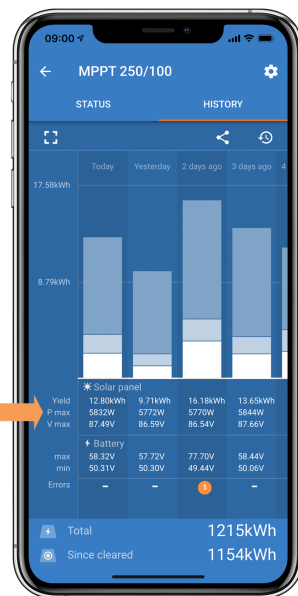 09:00
MPPT 250/100
STATUS HISTORY
Today Yesterday 2 days ago 3 days ago 4
17.58kWh
8.79kWh
Solar panel
Yield 12.80kWh 9.71kWh 16.18kWh 13.65kWh
P max 5832W 5772W 5770W 5844W
V max 87.49V 86.59V 86.54V 87.66V
Battery
max 58.32V 57.72V 77.70V 58.44V
min 50.31V 50.30V 49.44V 50.06V
Errors – – 1 –
Total 1215kWh
Since cleared 1154kWh